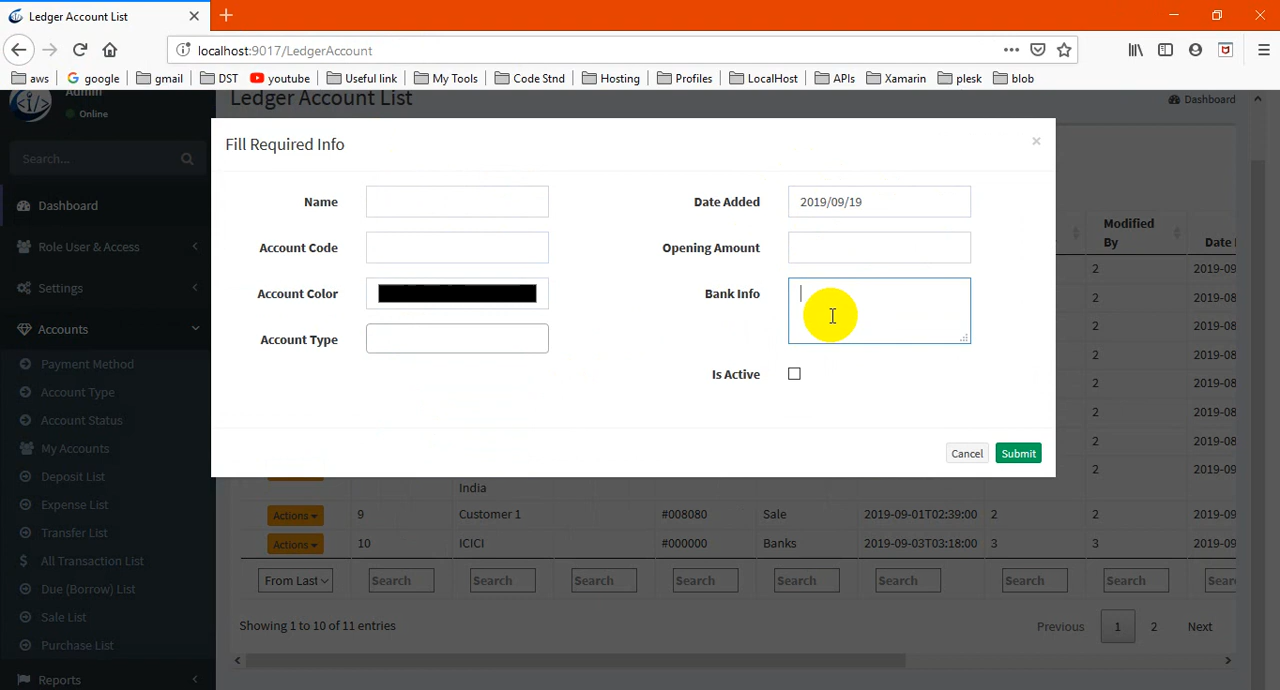 Ledger Account List
localhost:9017/LedgerAccount
aws
google
gmail
DST
youtube
Useful link
My Tools
Code Stnd
Hosting
Profiles
LocalHost
APIs
Xamarin
plesk
blob
Admin
Online
Search...
Dashboard
Role User & Access
Settings
Accounts
Payment Method
Account Type
Account Status
My Accounts
Deposit List
Expense List
Transfer List
$ All Transaction List
Due (Borrow) List
Sale List
Purchase List
Reports
Ledger Account List
Dashboard
Fill Required Info
×
Name
Date Added 2019/09/19
Account Code
Opening Amount
Account Color
Bank Info
Account Type
Is Active
Cancel Submit
Modified
By
Date
2 2019-09
2 2019-08
2 2019-08
2 2019-08
2 2019-08
2 2019-08
2 2019-08
2 2019-09
India
Actions 9 Customer 1 #008080 Sale 2019-09-01T02:39:00 2 2 2019-09
Actions 10 ICICI #000000 Banks 2019-09-03T03:18:00 3 3 2019-09
From Last Search Search Search Search Search Search Search Search Sear
Showing 1 to 10 of 11 entries
Previous 1 2 Next